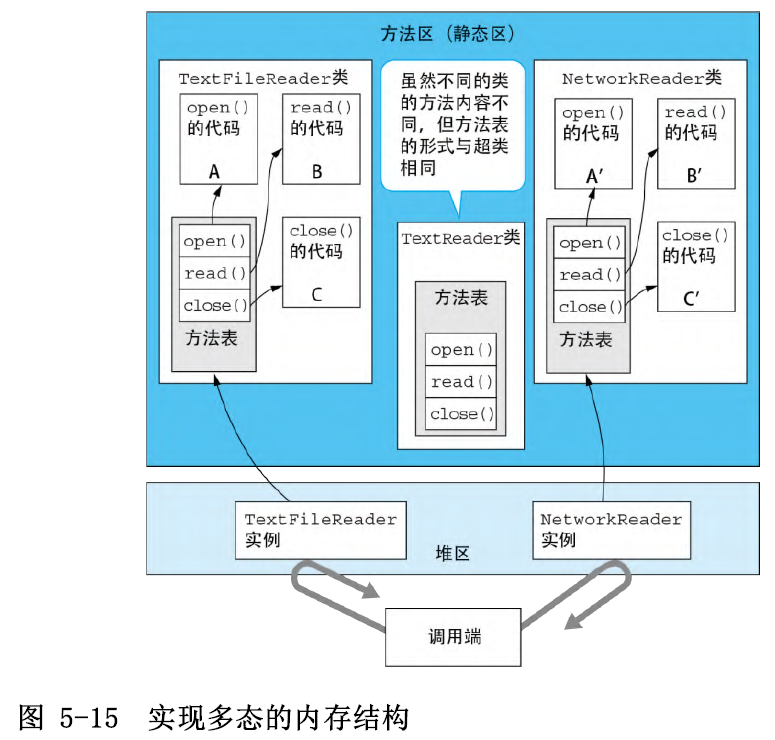 方法区（静态区）
TextFileReader类
open()
的代码
A
read()
的代码
B
open()
read()
close()
方法表
close()
的代码
C
虽然不同的类
的方法内容不
同，但方法表
的形式与超类
相同
TextReader类
方法表
open()
read()
close()
NetworkReader类
open()
的代码
A′
read()
的代码
B′
open()
read()
close()
方法表
close()
的代码
C′
TextFileReader
实例
堆区
NetworkReader
实例
调用端
图 5-15 实现多态的内存结构